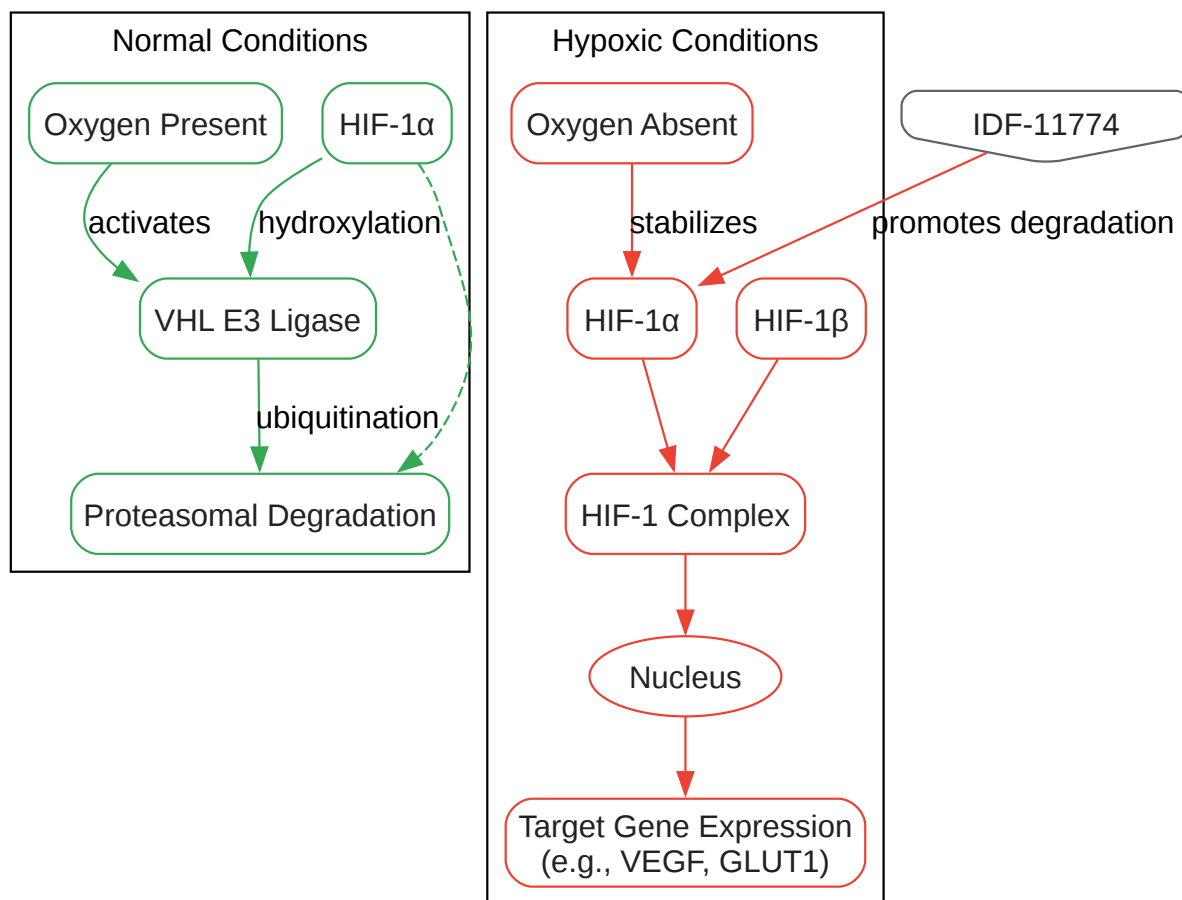 Normal Conditions
Oxygen Present
HIF-1α
activates
hydroxylation
VHL E3 Ligase
ubiquitination
Proteasomal Degradation
Hypoxic Conditions
Oxygen Absent
IDF-11774
stabilizes
promotes degradation
HIF-1α
HIF-1β
HIF-1 Complex
Nucleus
Target Gene Expression
(e.g., VEGF, GLUT1)